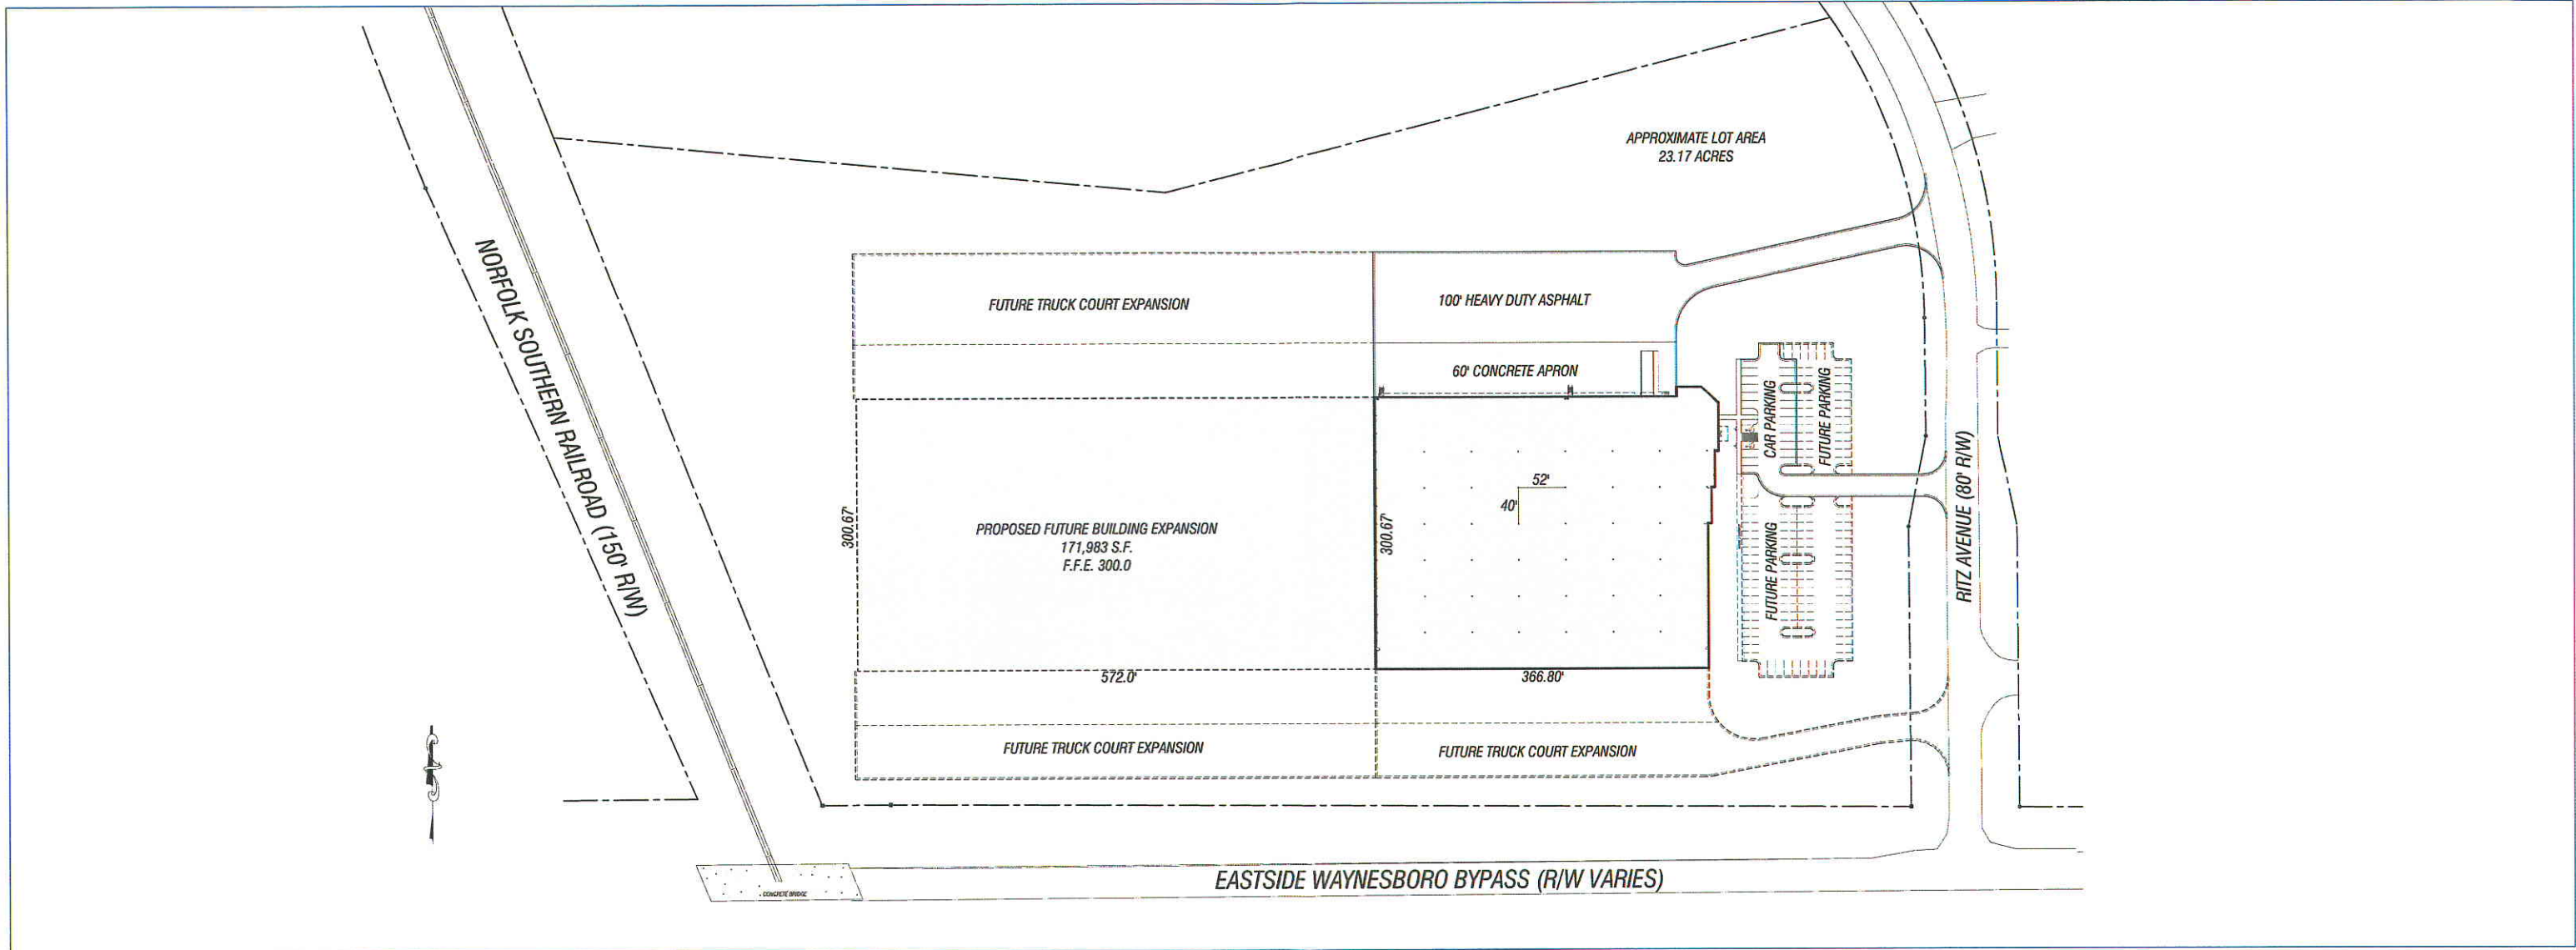 APPROXIMATE LOT AREA
23.17 ACRES
NORFOLK SOUTHERN RAILROAD (150' R/W)
FUTURE TRUCK COURT EXPANSION
100' HEAVY DUTY ASPHALT
60' CONCRETE APRON
CAR PARKING
FUTURE PARKING
RITZ AVENUE (80' R/W)
52'
40'
300.67'
PROPOSED FUTURE BUILDING EXPANSION
171,983 S.F.
F.F.E. 300.0
300.67'
FUTURE PARKING
572.0'
366.80'
FUTURE TRUCK COURT EXPANSION
FUTURE TRUCK COURT EXPANSION
EASTSIDE WAYNESBORO BYPASS (R/W VARIES)
CONCRETE BRIDGE